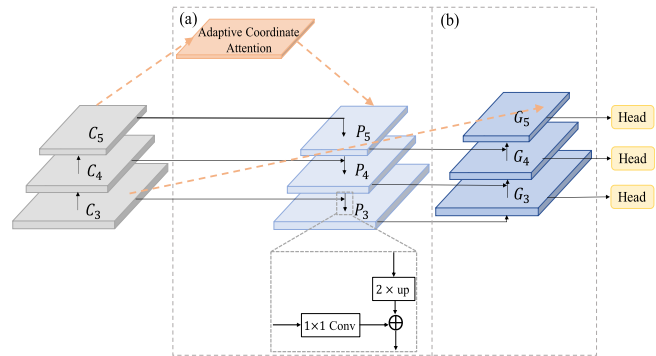 (a)
(b)
Adaptive Coordinate
Attention
C5
P5
G5
Head
C4
P4
G4
Head
C3
P3
G3
Head
2 × up
1×1 Conv